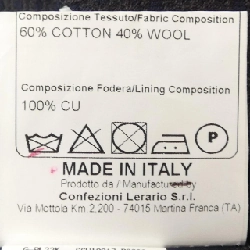 Composizione Tessuto/Fabric Composition
60% COTTON 40% WOOL
Composizione Fodera/Lining Composition
100% CU
P
MADE IN ITALY
Prodotto da / Manufactured by
Confezioni Lerario S.r.l.
Via Mottola Km 2,200 - 74015 Martina Franca (TA)